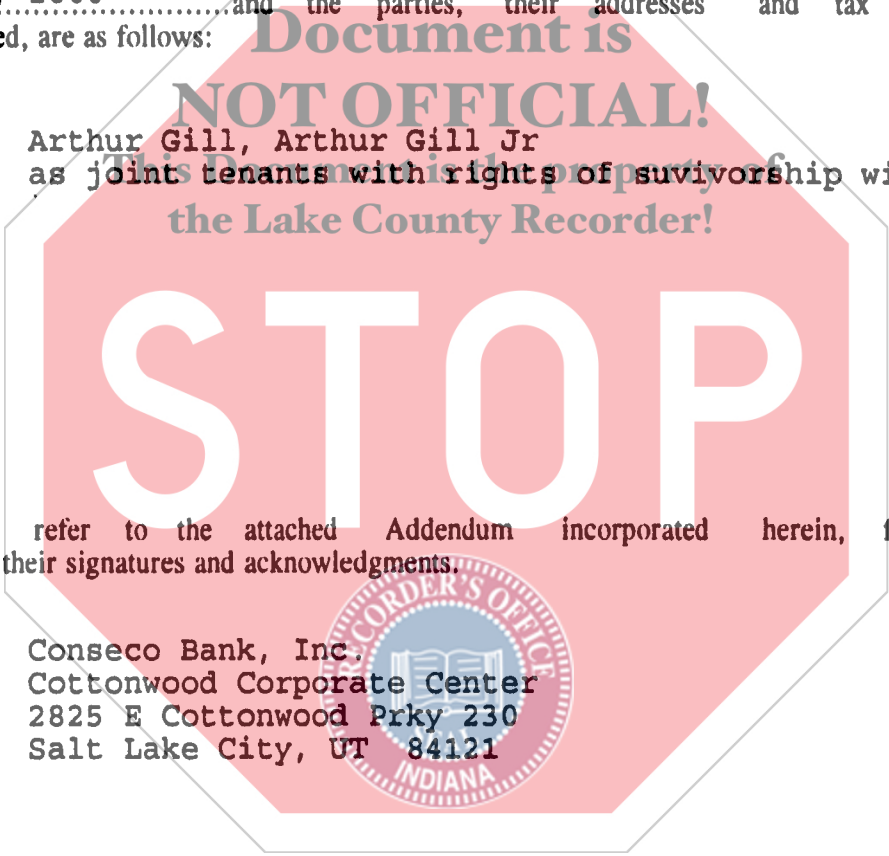 and the parties, their addresses and tax
ed, are as follows:
Document is
NOT OFFICIAL!
Arthur Gill, Arthur Gill Jr
This Document is the property of
as joint tenants with rights of suvivorship wi
the Lake County Recorder!
STOP
refer to the attached Addendum incorporated herein,
their signatures and acknowledgments.
RECORDER'S OFFICE
Conseco Bank, Inc.
Cottonwood Corporate Center
2825 E Cottonwood Prky 230
SEAL
Salt Lake City, UT 84121
INDIANA